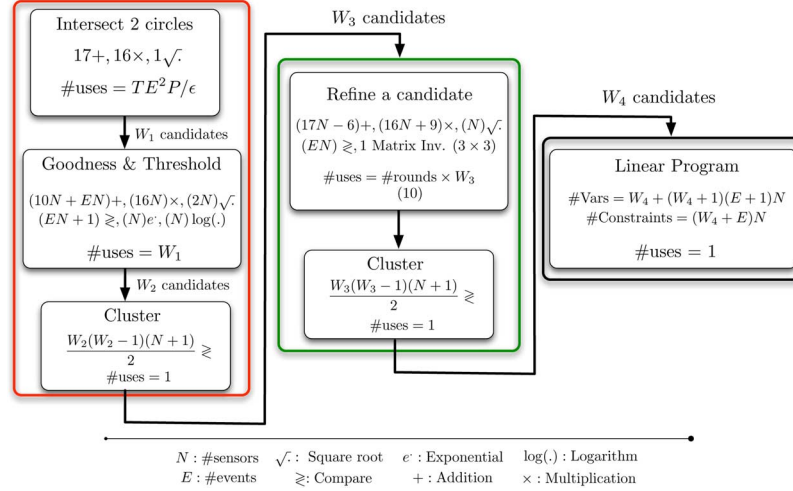 Intersect 2 circles
17+, 16×, 1√.
#uses = TE²P/ϵ
W₁ candidates
Goodness & Threshold
(10N + EN)+, (16N)×, (2N)√.
(EN + 1) ≷, (N)e˙, (N) log(.)
#uses = W₁
W₂ candidates
Cluster
W₂(W₂ − 1)(N + 1)
2
≷
#uses = 1
W₃ candidates
Refine a candidate
(17N − 6)+, (16N + 9)×, (N)√.
(EN) ≷, 1 Matrix Inv. (3 × 3)
#uses = #rounds × W₃
(10)
Cluster
W₃(W₃ − 1)(N + 1)
2
≷
#uses = 1
W₄ candidates
Linear Program
#Vars = W₄ + (W₄ + 1)(E + 1)N
#Constraints = (W₄ + E)N
#uses = 1
N : #sensors √. : Square root e˙ : Exponential log(.) : Logarithm
E : #events ≷: Compare + : Addition × : Multiplication